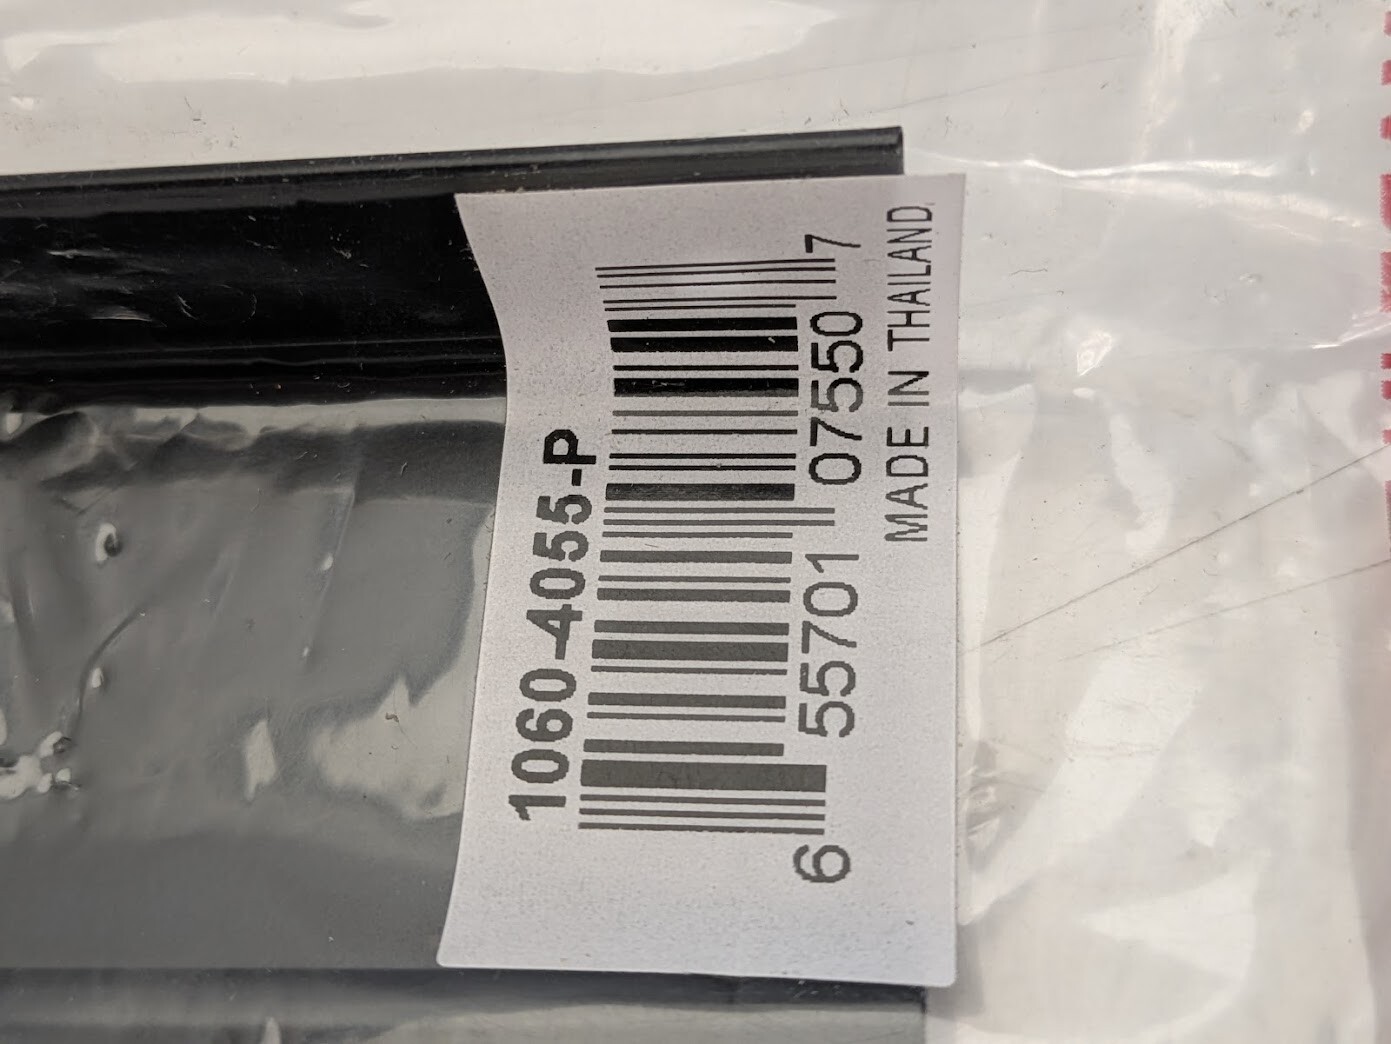 1060-4055-P
6 55701 07550 7
MADE IN THAILAND